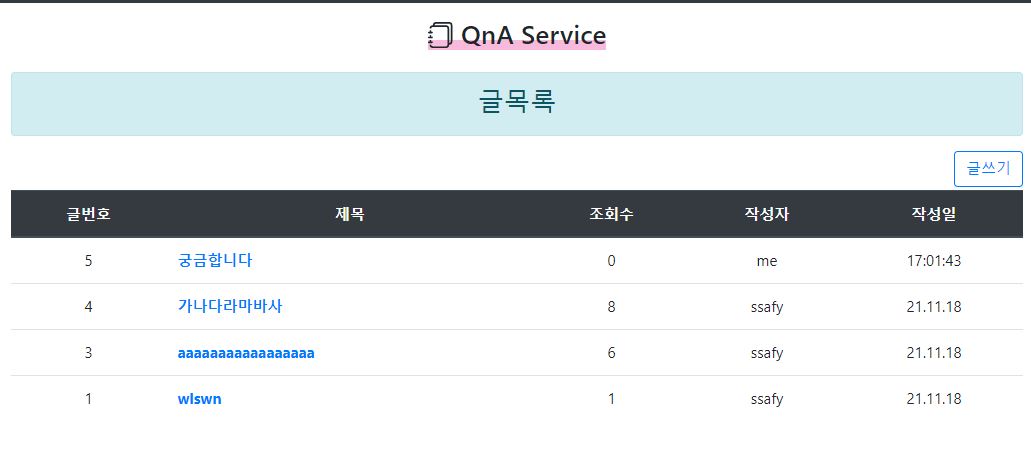 QnA Service
글목록
글쓰기
글번호 제목 조회수 작성자 작성일
5 궁금합니다 0 me 17:01:43
4 가나다라마바사 8 ssafy 21.11.18
3 aaaaaaaaaaaaaaaaa 6 ssafy 21.11.18
1 wlswn 1 ssafy 21.11.18